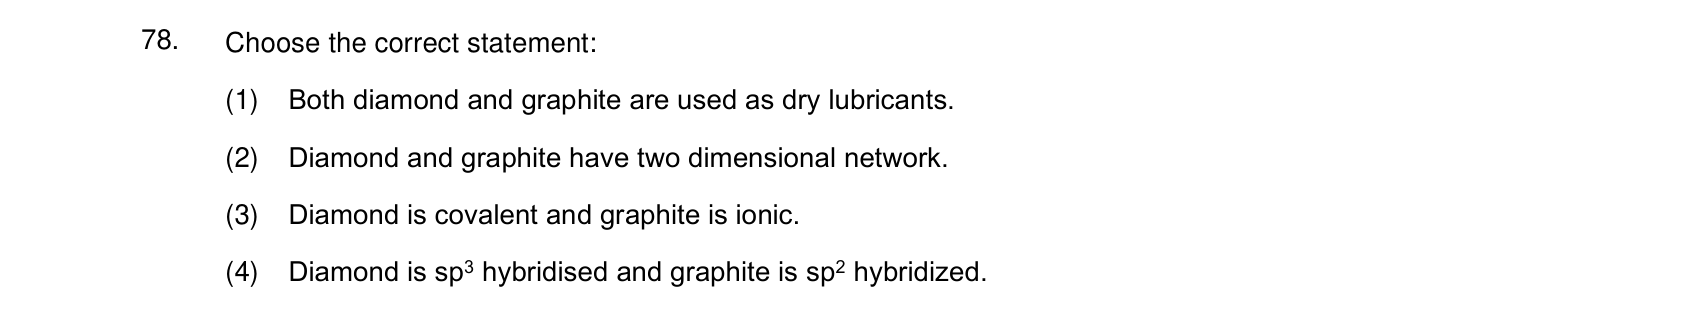 78. Choose the correct statement:
(1) Both diamond and graphite are used as dry lubricants.
(2) Diamond and graphite have two dimensional network.
(3) Diamond is covalent and graphite is ionic.
(4) Diamond is sp³ hybridised and graphite is sp² hybridized.